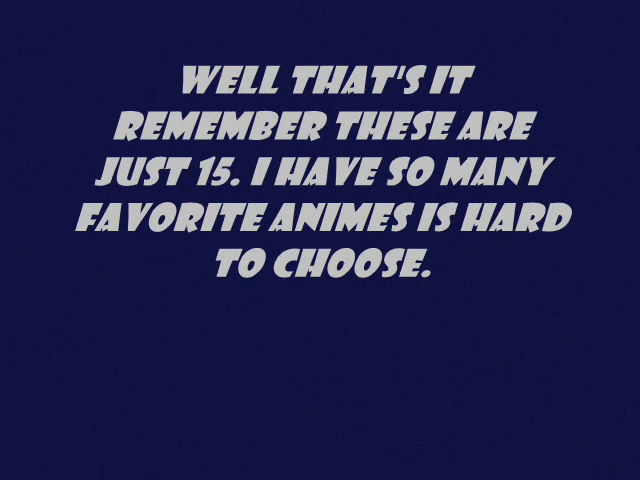 WELL THAT'S IT
REMEMBER THESE ARE
JUST 15. I HAVE SO MANY
FAVORITE ANIMES IS HARD
TO CHOOSE.